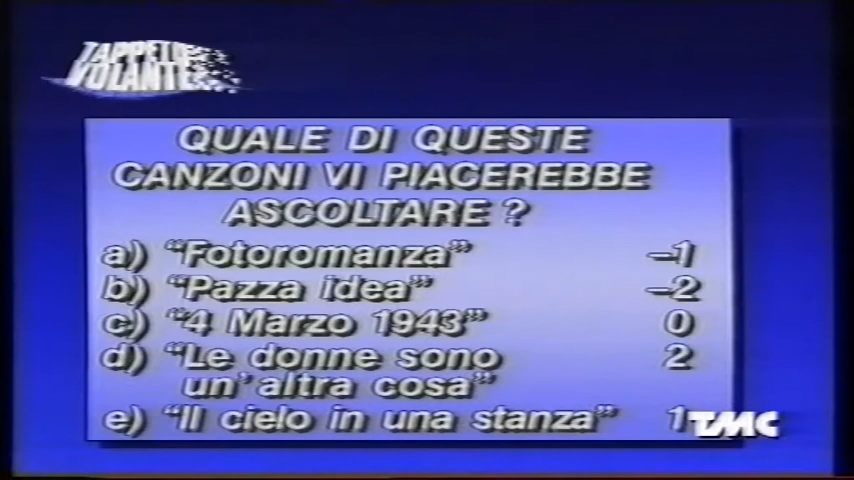 TAPPETO
VOLANTE
QUALE DI QUESTE
CANZONI VI PIACEREBBE
ASCOLTARE ?
a) “Fotoromanza” –1
b) “Pazza idea” –2
c) “4 Marzo 1943” 0
d) “Le donne sono 2
un’altra cosa”
e) “Il cielo in una stanza” 1
TMC